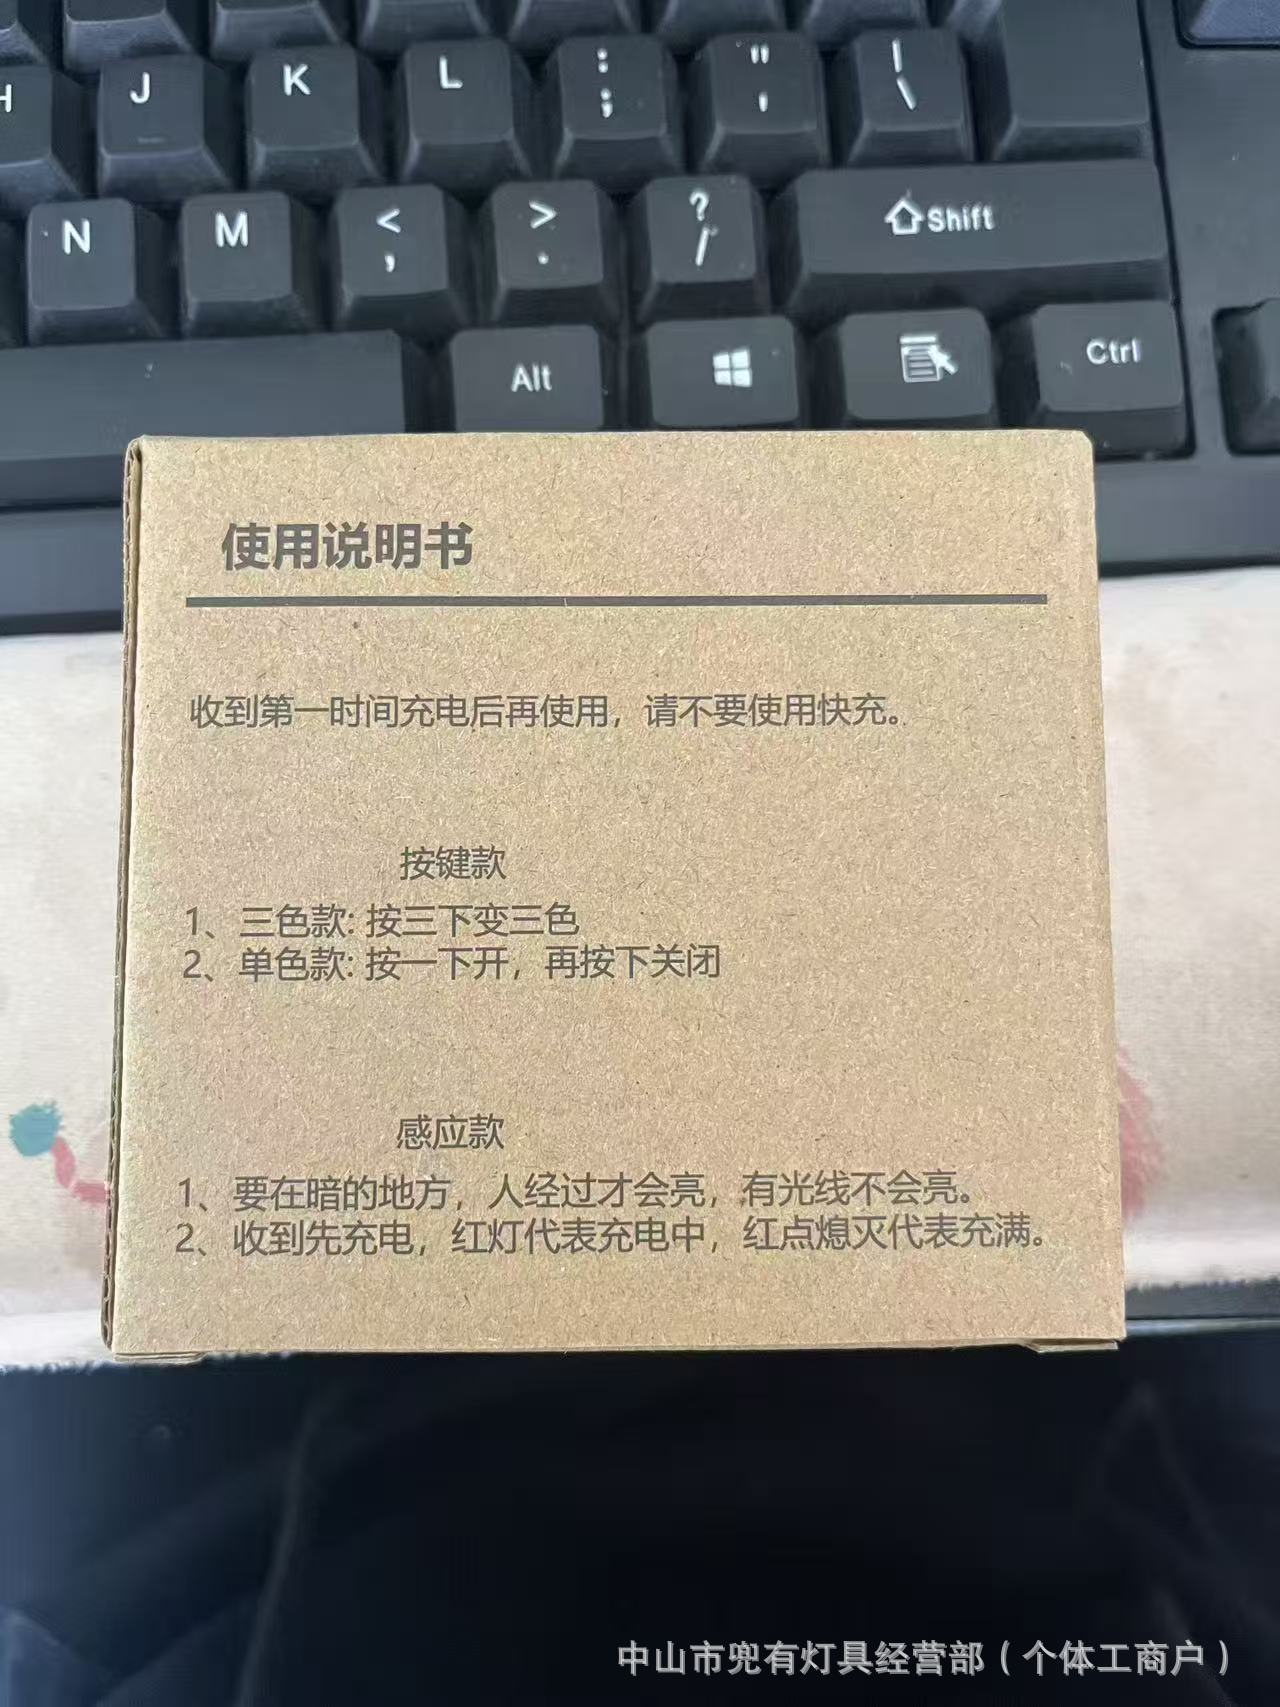 H J K L : ; " ' | \
N M < , > . ? / Shift
Alt Ctrl
使用说明书
收到第一时间充电后再使用，请不要使用快充。
按键款
1、三色款: 按三下变三色
2、单色款: 按一下开，再按下关闭
感应款
1、要在暗的地方，人经过才会亮，有光线不会亮。
2、收到先充电，红灯代表充电中，红点熄灭代表充满。
中山市兜有灯具经营部（个体工商户）